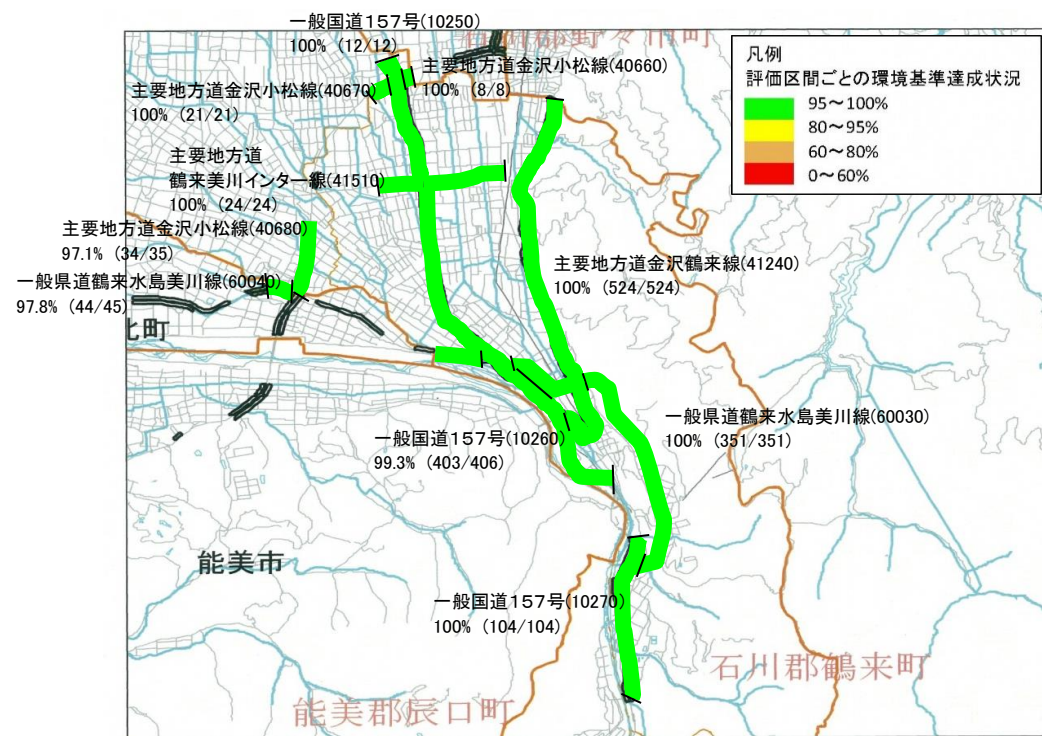 一般国道157号(10250)
100% (12/12)
主要地方道金沢小松線(40660)
100% (8/8)
主要地方道金沢小松線(40670)
100% (21/21)
凡例
評価区間ごとの環境基準達成状況
95～100%
80～95%
60～80%
0～60%
主要地方道
鶴来美川インター線(41510)
100% (24/24)
主要地方道金沢小松線(40680)
97.1% (34/35)
一般県道鶴来水島美川線(60040)
97.8% (44/45)
主要地方道金沢鶴来線(41240)
100% (524/524)
北町
一般国道157号(10260)
99.3% (403/406)
一般県道鶴来水島美川線(60030)
100% (351/351)
能美市
一般国道157号(10270)
100% (104/104)
石川郡鶴来町
能美郡辰口町